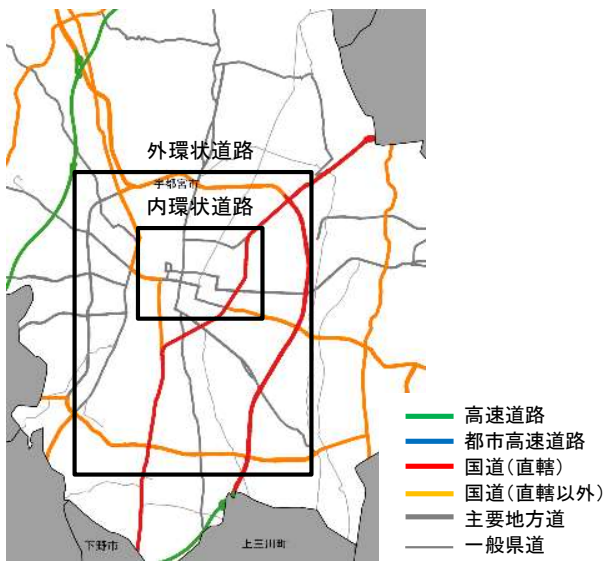 外環状道路
宇都宮市
内環状道路
高速道路
都市高速道路
国道(直轄)
国道(直轄以外)
主要地方道
一般県道
下野市
上三川町